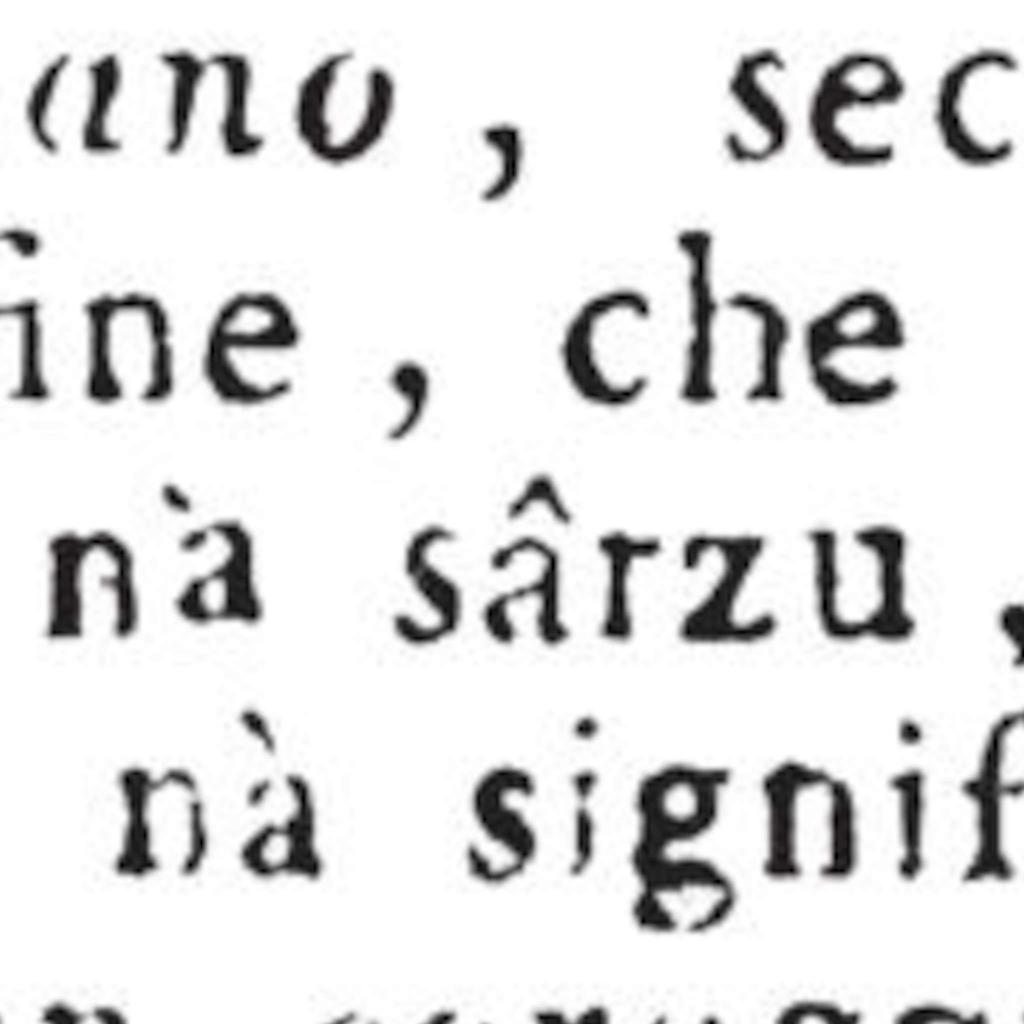 ano, sec
ine, che
nà sârzu,
nà signif